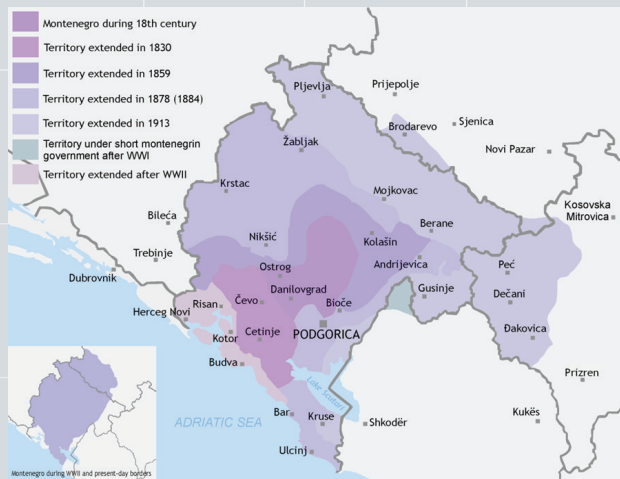 Montenegro during 18th century
Territory extended in 1830
Territory extended in 1859
Territory extended in 1878 (1884)
Territory extended in 1913
Territory under short montenegrin
government after WWI
Territory extended after WWII
Pljevlja
Prijepolje
Brodarevo
Sjenica
Novi Pazar
Žabljak
Krstac
Mojkovac
Kosovska
Mitrovica
Bileća
Berane
Nikšić
Kolašin
Trebinje
Andrijevica
Peć
Ostrog
Dubrovnik
Danilovgrad
Gusinje
Dečani
Risan
Čevo
Bioče
Herceg Novi
Kotor
Cetinje
PODGORICA
Đakovica
Budva
Prizren
Lake Skadar
Bar
Kruse
ADRIATIC SEA
Shkodër
Kukës
Ulcinj
Montenegro during WWII and present-day borders